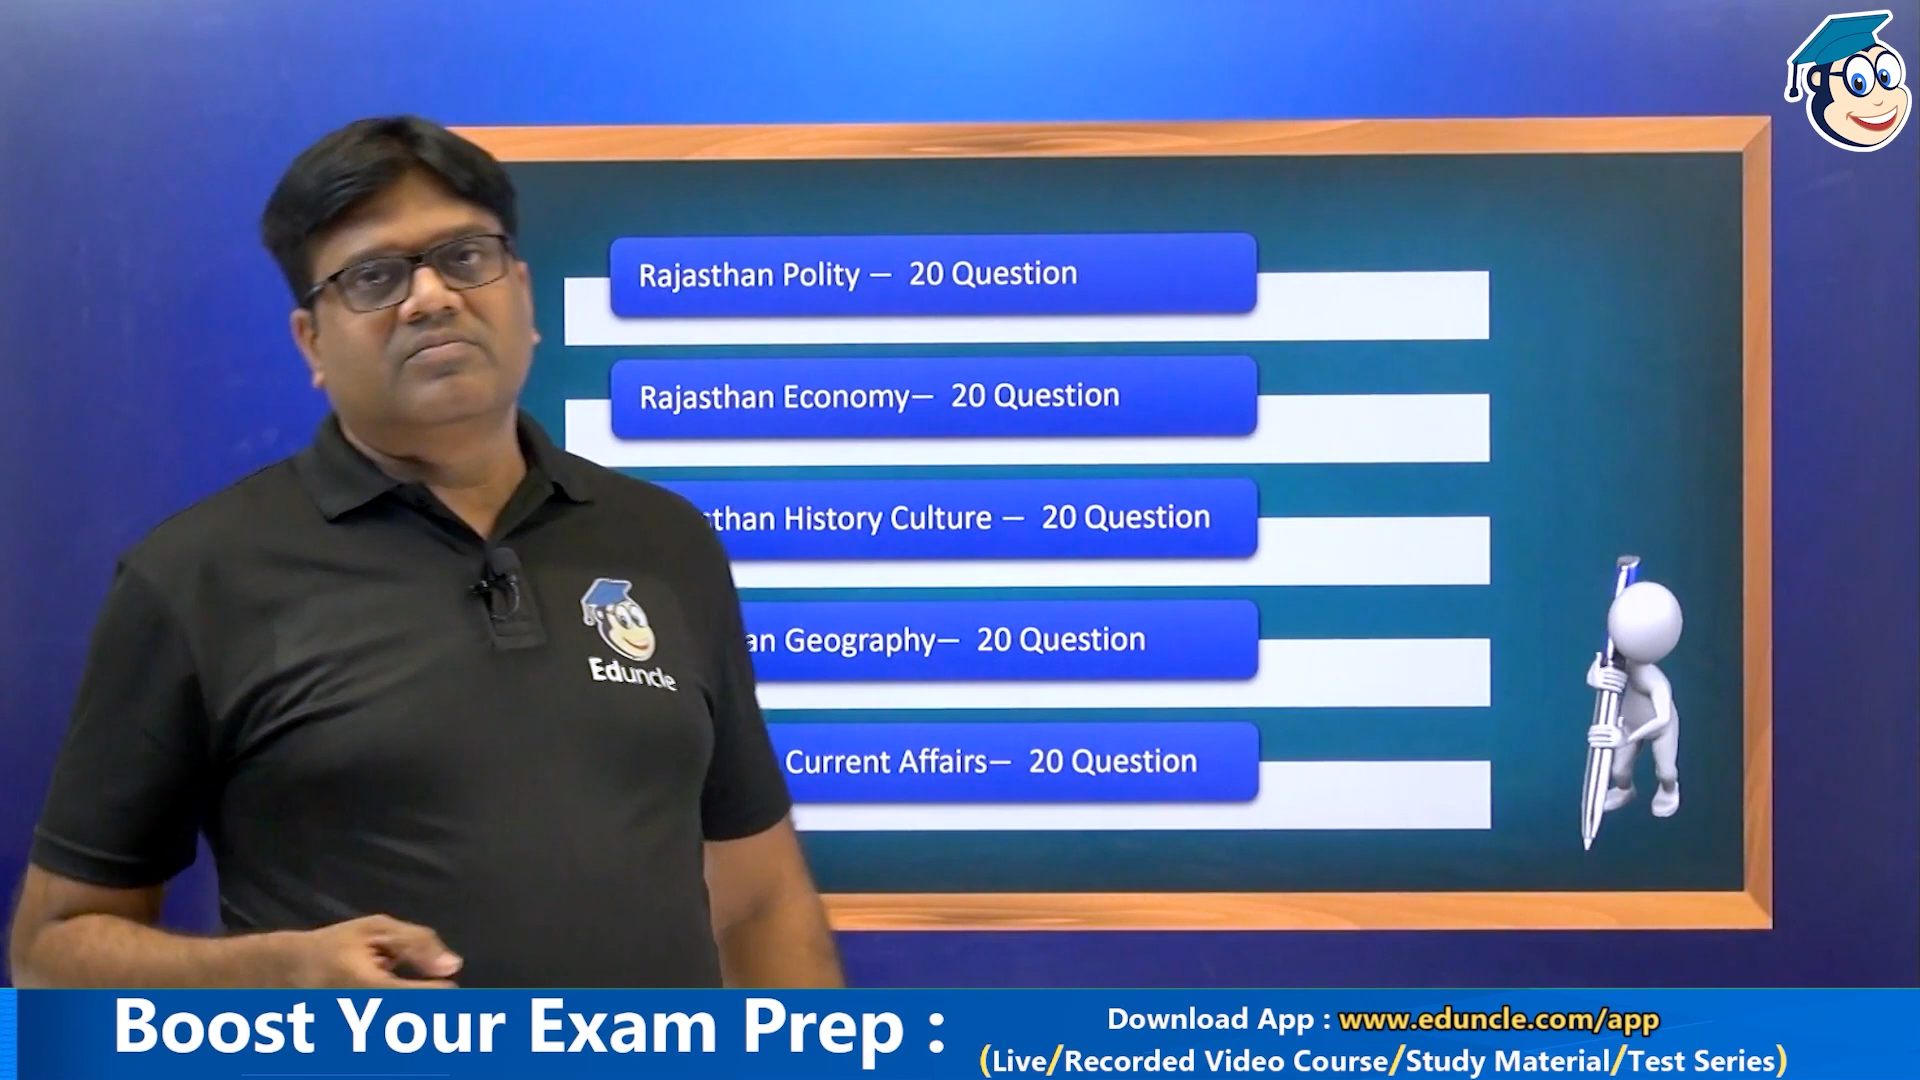 Rajasthan Polity — 20 Question
Rajasthan Economy— 20 Question
History Culture — 20 Question
Geography— 20 Question
Current Affairs— 20 Question
Eduncle
Boost Your Exam Prep :
Download App : www.eduncle.com/app
(Live/Recorded Video Course/Study Material/Test Series)